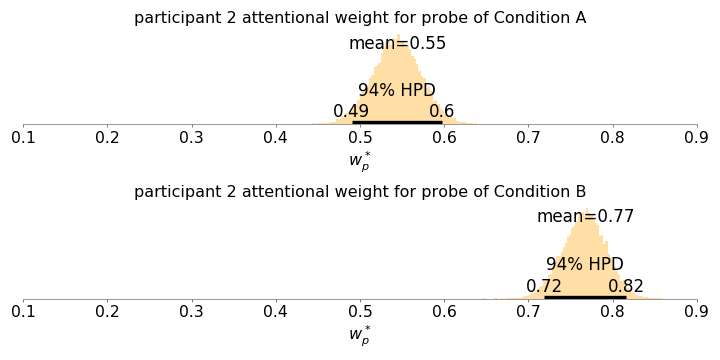 participant 2 attentional weight for probe of Condition A
mean=0.55
94% HPD
0.49 0.6
0.1 0.2 0.3 0.4 0.5 0.6 0.7 0.8 0.9
w_p^*
participant 2 attentional weight for probe of Condition B
mean=0.77
94% HPD
0.72 0.82
0.1 0.2 0.3 0.4 0.5 0.6 0.7 0.8 0.9
w_p^*